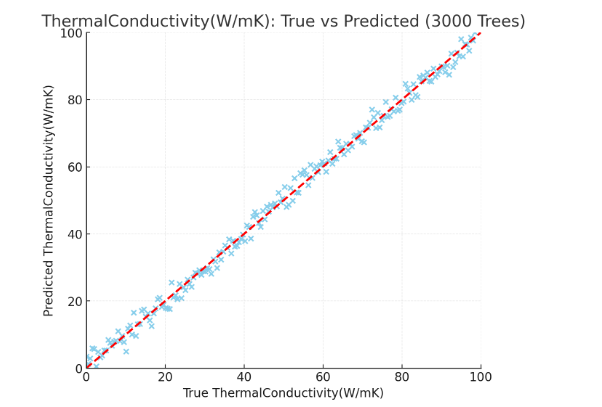 ThermalConductivity(W/mK): True vs Predicted (3000 Trees)
100
80
60
40
20
0
Predicted ThermalConductivity(W/mK)
0 20 40 60 80 100
True ThermalConductivity(W/mK)